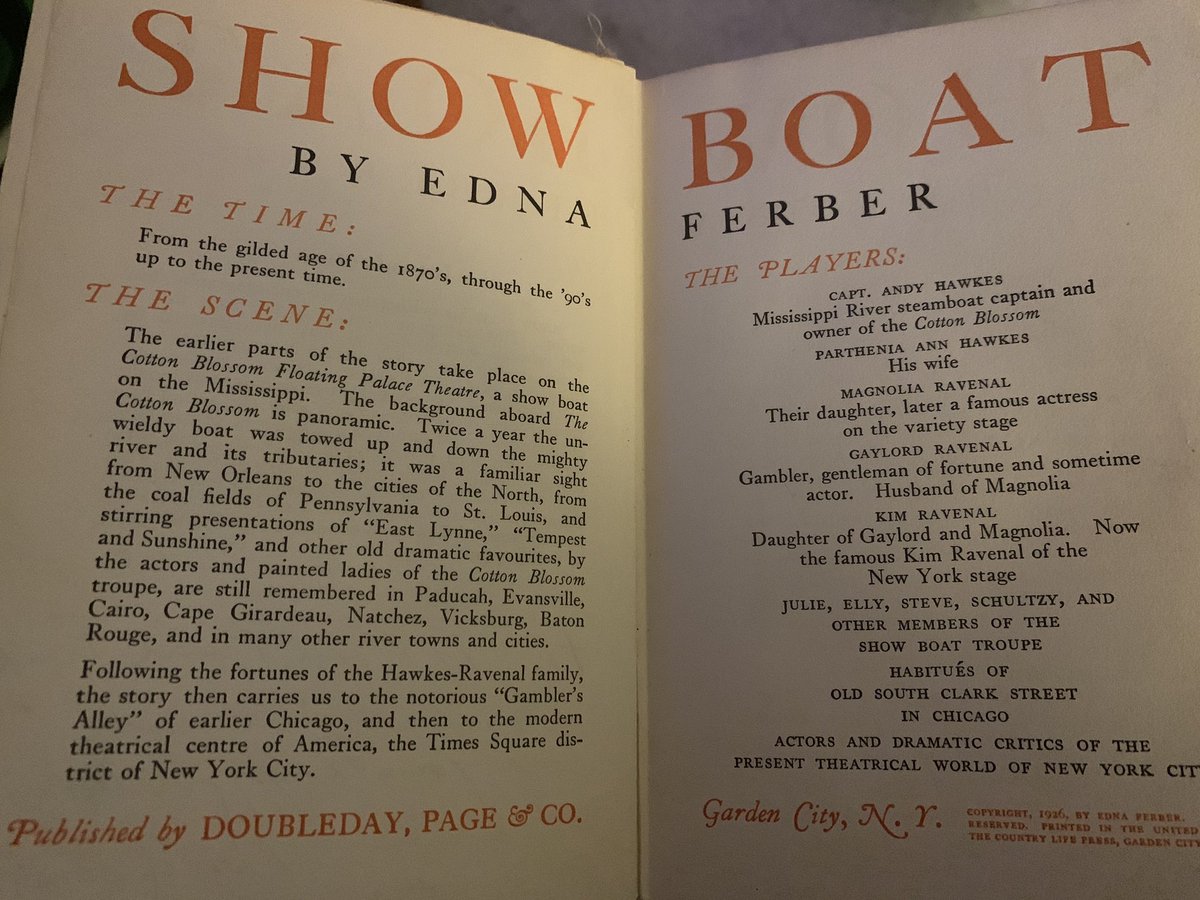 SHOW
BY EDNA
THE TIME:
From the gilded age of the 1870's, through the '90's
up to the present time.
THE SCENE:
The earlier parts of the story take place on the
Cotton Blossom Floating Palace Theatre, a show boat
on the Mississippi. The background aboard The
Cotton Blossom is panoramic. Twice a year the un-
wieldy boat was towed up and down the mighty
river and its tributaries; it was a familiar sight
from New Orleans to the cities of the North, from
the coal fields of Pennsylvania to St. Louis, and
stirring presentations of "East Lynne," "Tempest
and Sunshine," and other old dramatic favourites, by
the actors and painted ladies of the Cotton Blossom
troupe, are still remembered in Paducah, Evansville,
Cairo, Cape Girardeau, Natchez, Vicksburg, Baton
Rouge, and in many other river towns and cities.
Following the fortunes of the Hawkes-Ravenal family,
the story then carries us to the notorious "Gambler's
Alley" of earlier Chicago, and then to the modern
theatrical centre of America, the Times Square dis-
trict of New York City.
Published by DOUBLEDAY, PAGE & CO.
BOAT
FERBER
THE PLAYERS:
CAPT. ANDY HAWKES
Mississippi River steamboat captain and
owner of the Cotton Blossom
PARTHENIA ANN HAWKES
His wife
MAGNOLIA RAVENAL
Their daughter, later a famous actress
on the variety stage
GAYLORD RAVENAL
Gambler, gentleman of fortune and sometime
actor. Husband of Magnolia
KIM RAVENAL
Daughter of Gaylord and Magnolia. Now
the famous Kim Ravenal of the
New York stage
JULIE, ELLY, STEVE, SCHULTZY, AND
OTHER MEMBERS OF THE
SHOW BOAT TROUPE
HABITUÉS OF
OLD SOUTH CLARK STREET
IN CHICAGO
ACTORS AND DRAMATIC CRITICS OF THE
PRESENT THEATRICAL WORLD OF NEW YORK CIT
Garden City, N. Y.
COPYRIGHT, 1926, BY EDNA FERBER.
RESERVED. PRINTED IN THE UNITED
THE COUNTRY LIFE PRESS, GARDEN CITY